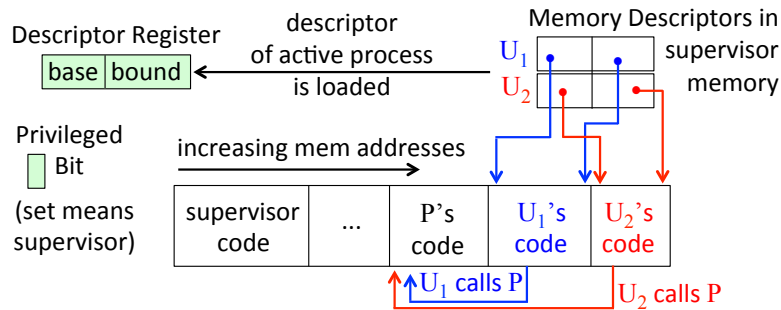 Descriptor Register
base bound
descriptor
of active process
is loaded
Memory Descriptors in
supervisor
memory
U₁
U₂
Privileged
Bit
(set means
supervisor)
increasing mem addresses
supervisor
code
...
P's
code
U₁'s
code
U₂'s
code
U₁ calls P
U₂ calls P